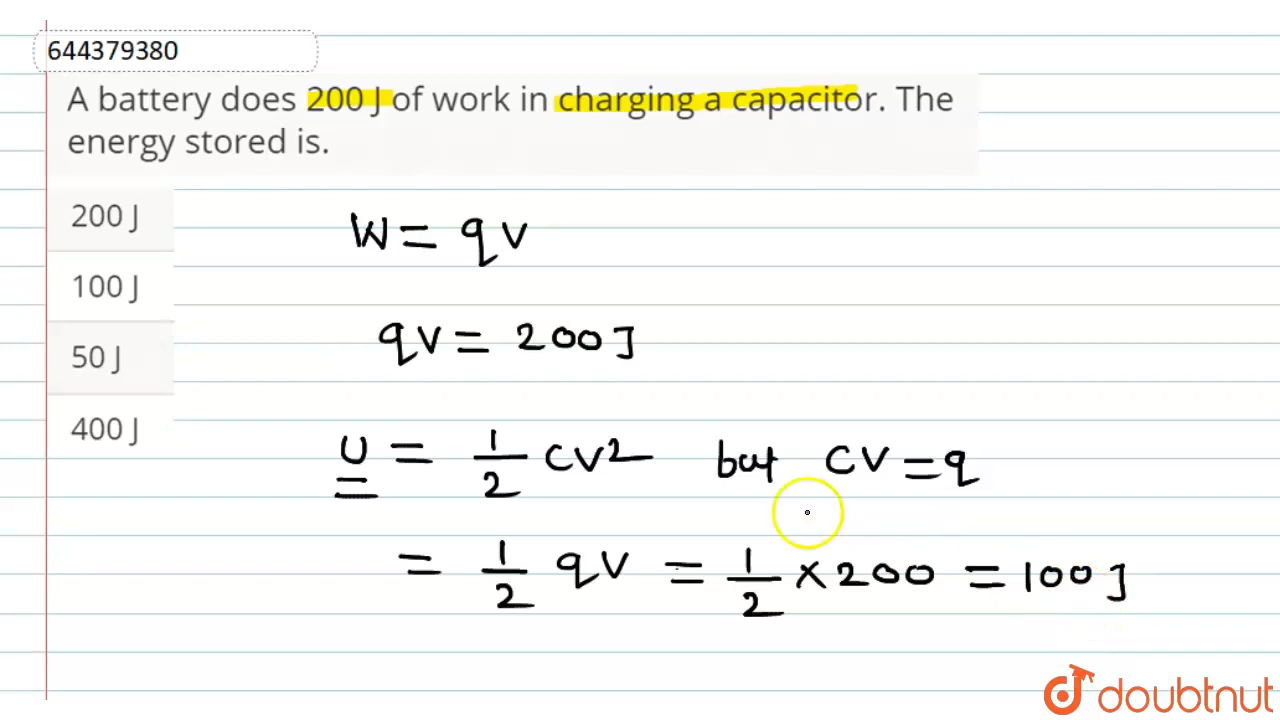 644379380
A battery does 200 J of work in charging a capacitor. The
energy stored is.
200 J
W = qV
100 J
qV = 200 J
50 J
400 J
U = 1/2 CV² but CV = q
= 1/2 qV = 1/2 × 200 = 100 J
doubtnut